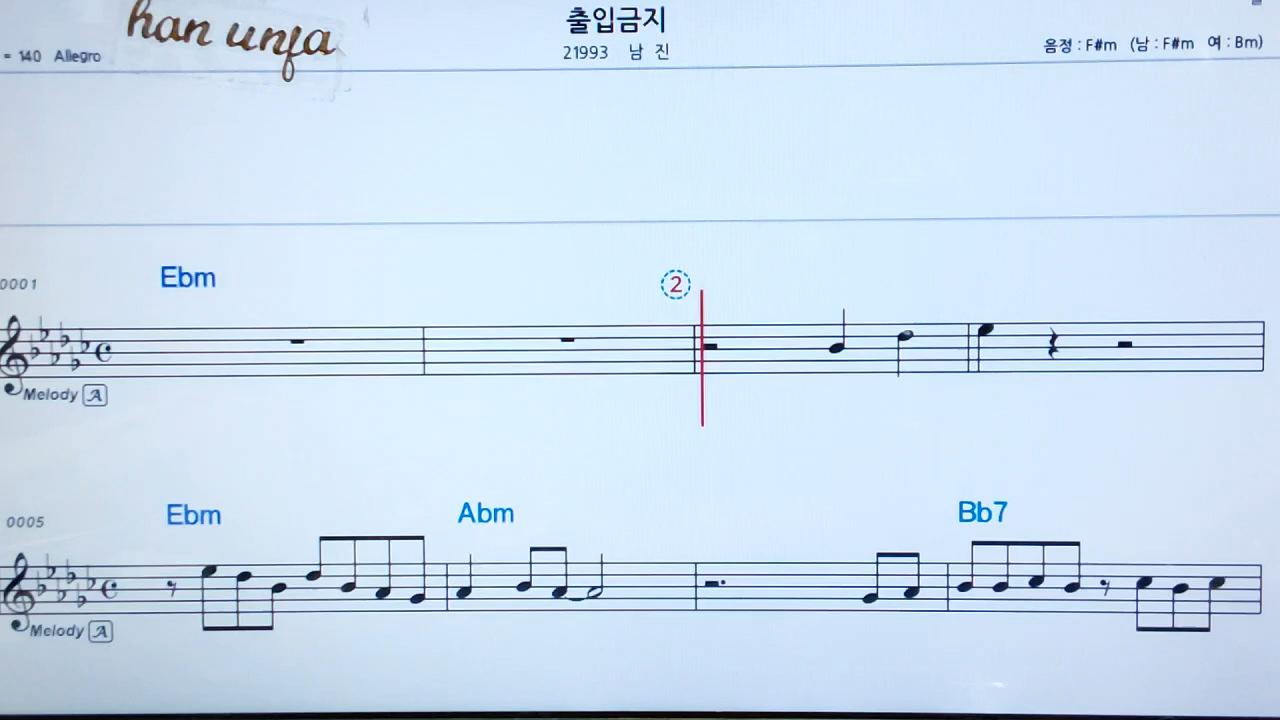 han unfa
출입금지
= 140 Allegro
21993 남 진
음정 : F#m (남 : F#m 여 : Bm)
0001
Ebm
2
Melody A
0005
Ebm
Abm
Bb7
Melody A